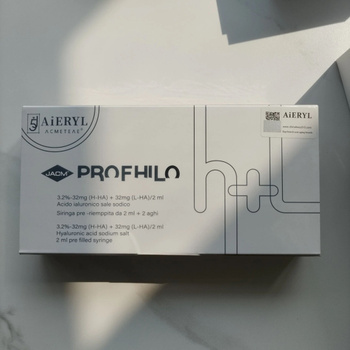 AiERYL
ACMETEAE®
AiERYL
JACM® PROFHILO
h+L
3.2%-32mg (H-HA) + 32mg (L-HA)/2 ml
Acido ialuronico sale sodico
Siringa pre -riempita da 2 ml + 2 aghi
3.2%-32mg (H-HA) + 32mg (L-HA)/2 ml
Hyaluronic acid sodium salt
2 ml pre filled syringe